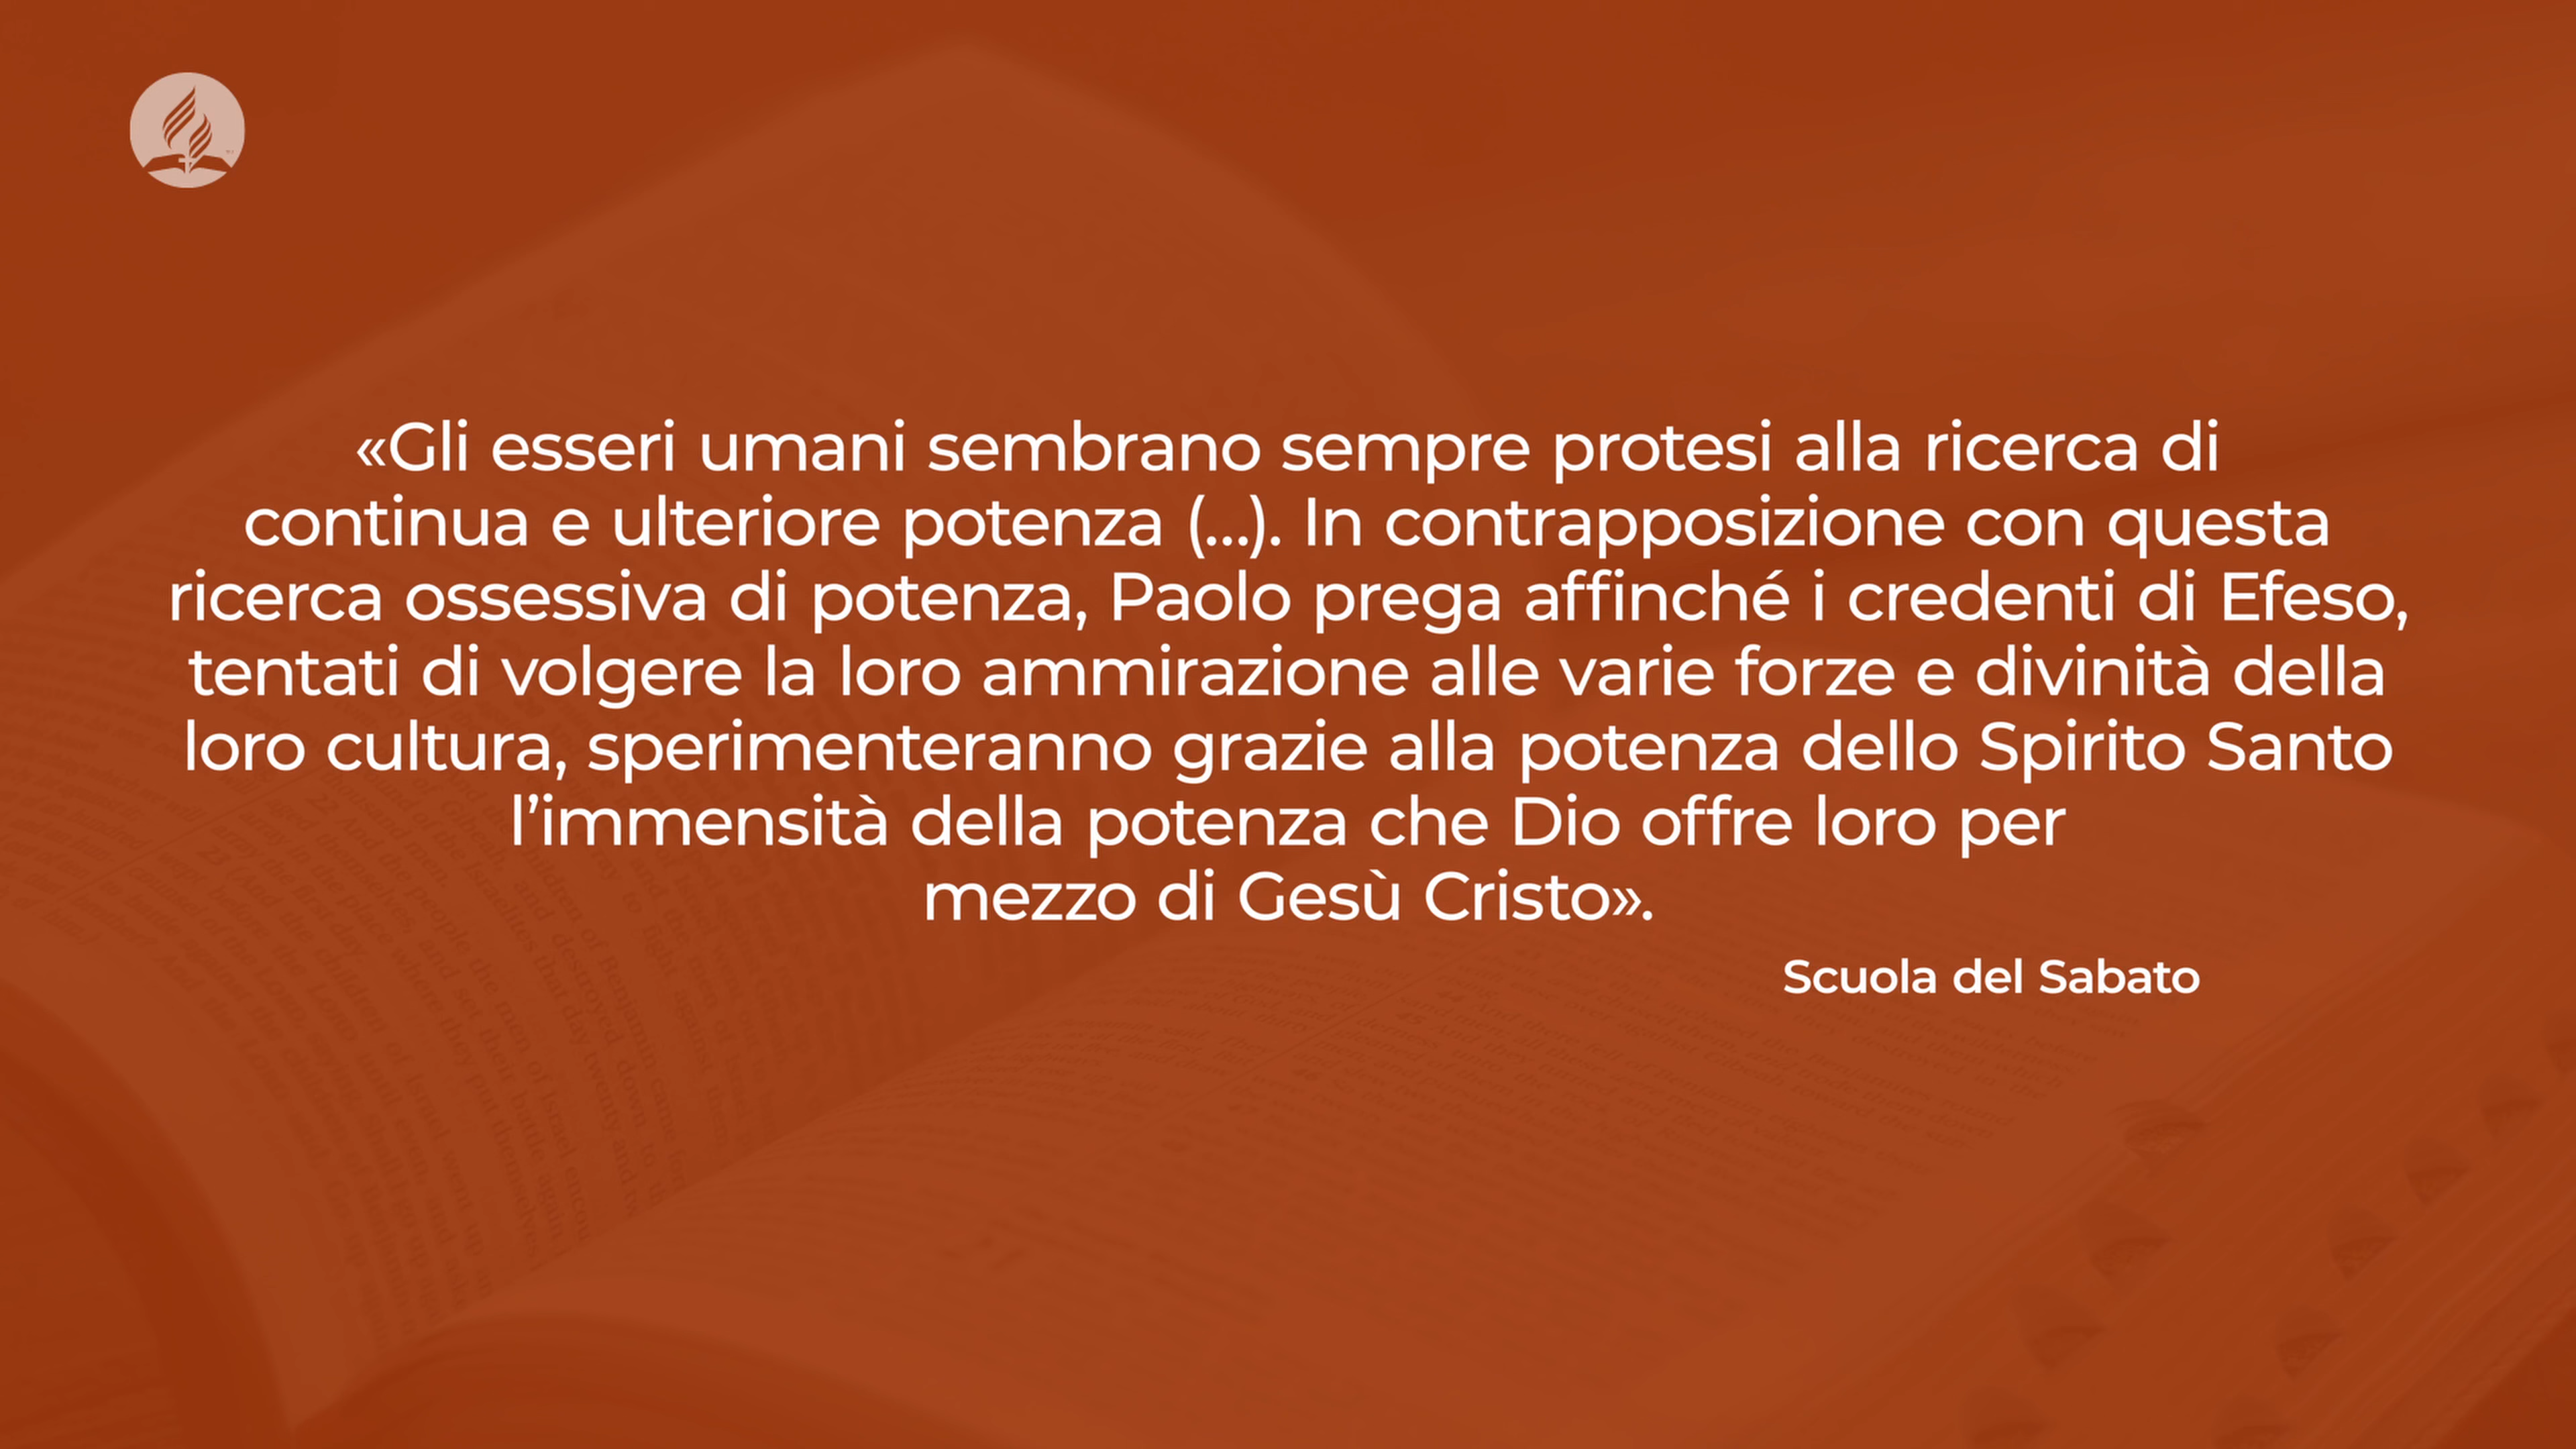 «Gli esseri umani sembrano sempre protesi alla ricerca di
continua e ulteriore potenza (...). In contrapposizione con questa
ricerca ossessiva di potenza, Paolo prega affinché i credenti di Efeso,
tentati di volgere la loro ammirazione alle varie forze e divinità della
loro cultura, sperimenteranno grazie alla potenza dello Spirito Santo
l’immensità della potenza che Dio offre loro per
mezzo di Gesù Cristo».
Scuola del Sabato